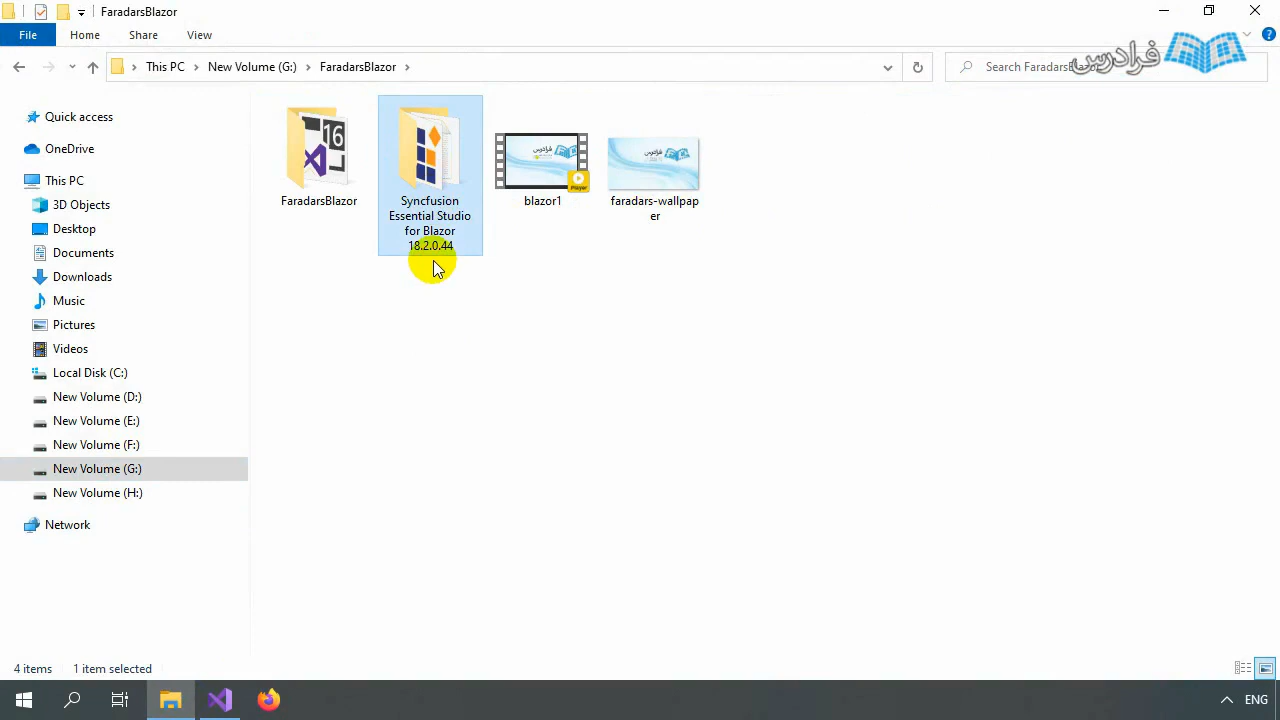 FaradarsBlazor
File
Home
Share
View
This PC
New Volume (G:)
FaradarsBlazor
Search FaradarsBlazor
فرادرس
Quick access
OneDrive
This PC
3D Objects
Desktop
Documents
Downloads
Music
Pictures
Videos
Local Disk (C:)
New Volume (D:)
New Volume (E:)
New Volume (F:)
New Volume (G:)
New Volume (H:)
Network
16
FaradarsBlazor
Syncfusion
Essential Studio
for Blazor
18.2.0.44
فرادرس
blazor1
فرادرس
faradars-wallpap
er
4 items
1 item selected
ENG